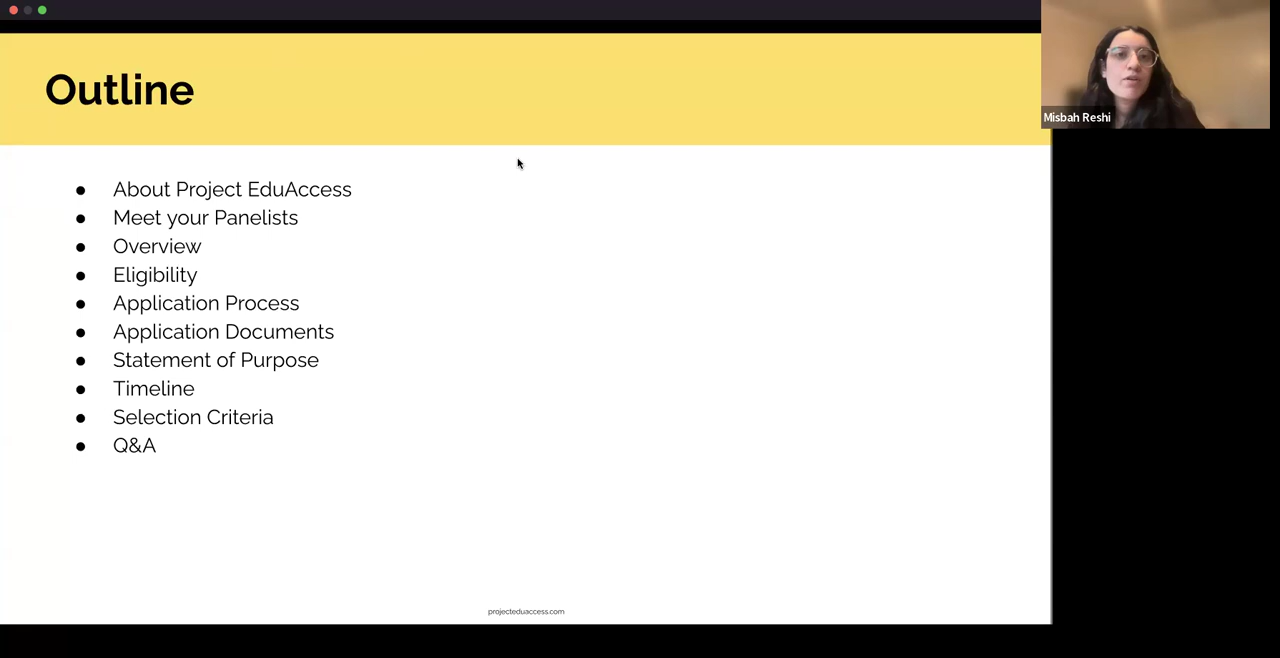 Outline
Misbah Reshi
● About Project EduAccess
● Meet your Panelists
● Overview
● Eligibility
● Application Process
● Application Documents
● Statement of Purpose
● Timeline
● Selection Criteria
● Q&A
projecteduaccess.com